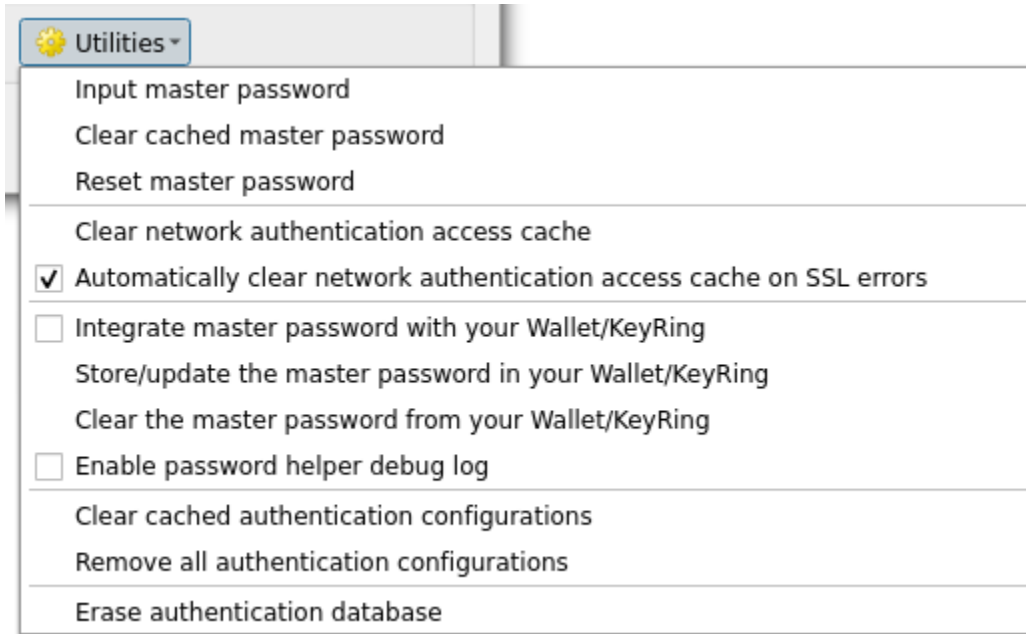 Utilities
Input master password
Clear cached master password
Reset master password
Clear network authentication access cache
Automatically clear network authentication access cache on SSL errors
Integrate master password with your Wallet/KeyRing
Store/update the master password in your Wallet/KeyRing
Clear the master password from your Wallet/KeyRing
Enable password helper debug log
Clear cached authentication configurations
Remove all authentication configurations
Erase authentication database